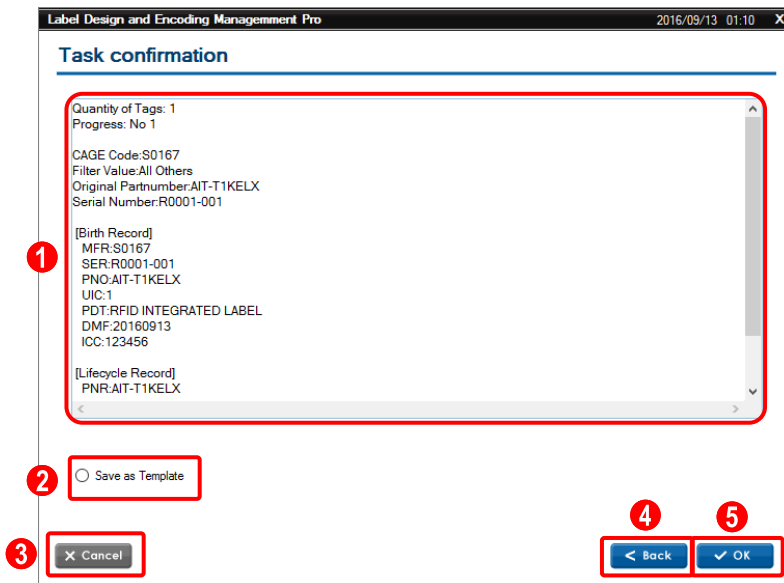 Label Design and Encoding Managemment Pro 2016/09/13 01:10 X
Task confirmation
Quantity of Tags: 1
Progress: No 1
CAGE Code:S0167
Filter Value:All Others
Original Partnumber:AIT-T1KELX
Serial Number:R0001-001
[Birth Record]
MFR:S0167
SER:R0001-001
PNO:AIT-T1KELX
UIC:1
PDT:RFID INTEGRATED LABEL
DMF:20160913
ICC:123456
[Lifecycle Record]
PNR:AIT-T1KELX
1
2 Save as Template
4 5
3 X Cancel < Back ✓ OK